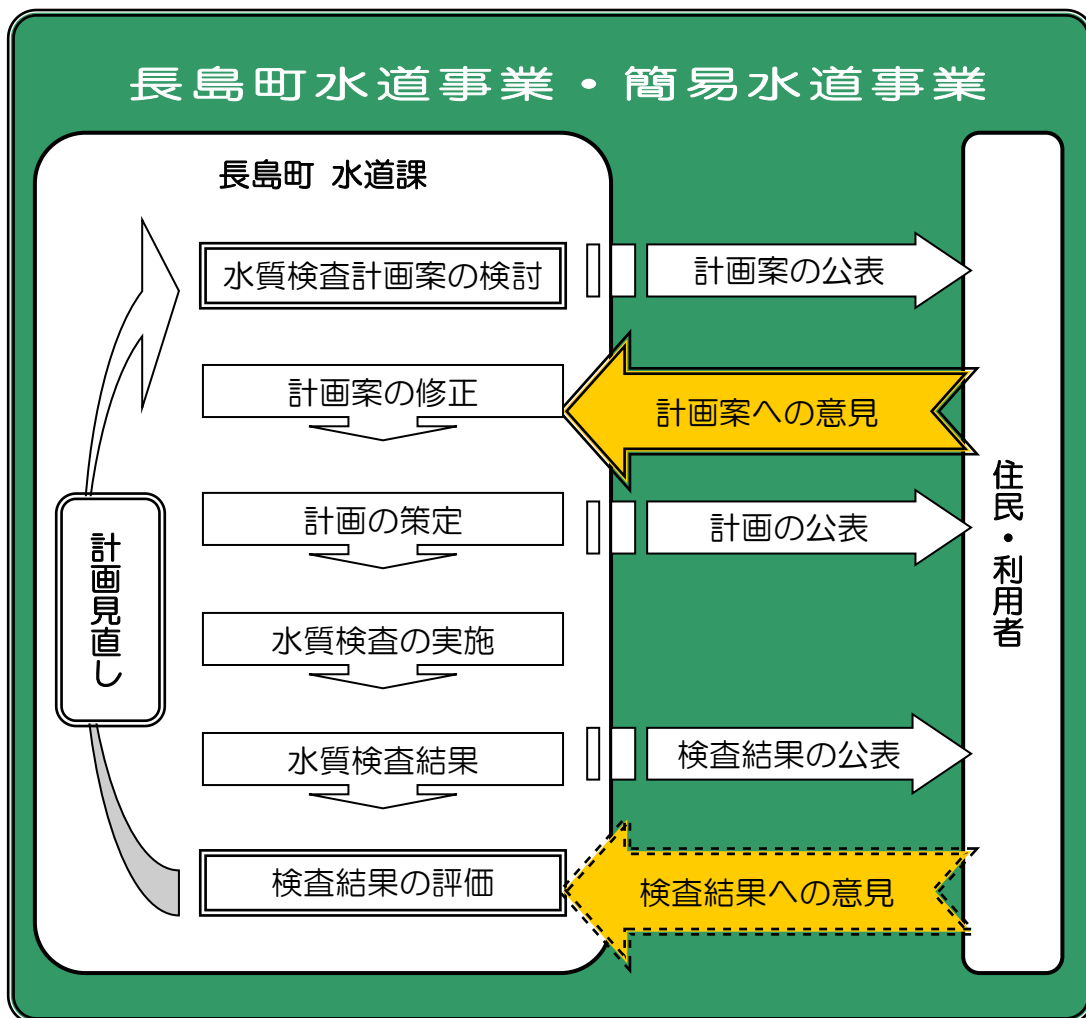 長島町水道事業・簡易水道事業
長島町 水道課
水質検査計画案の検討
計画案の公表
計画案の修正
計画案への意見
計画の策定
計画の公表
水質検査の実施
水質検査結果
検査結果の公表
検査結果の評価
検査結果への意見
計画見直し
住民・利用者